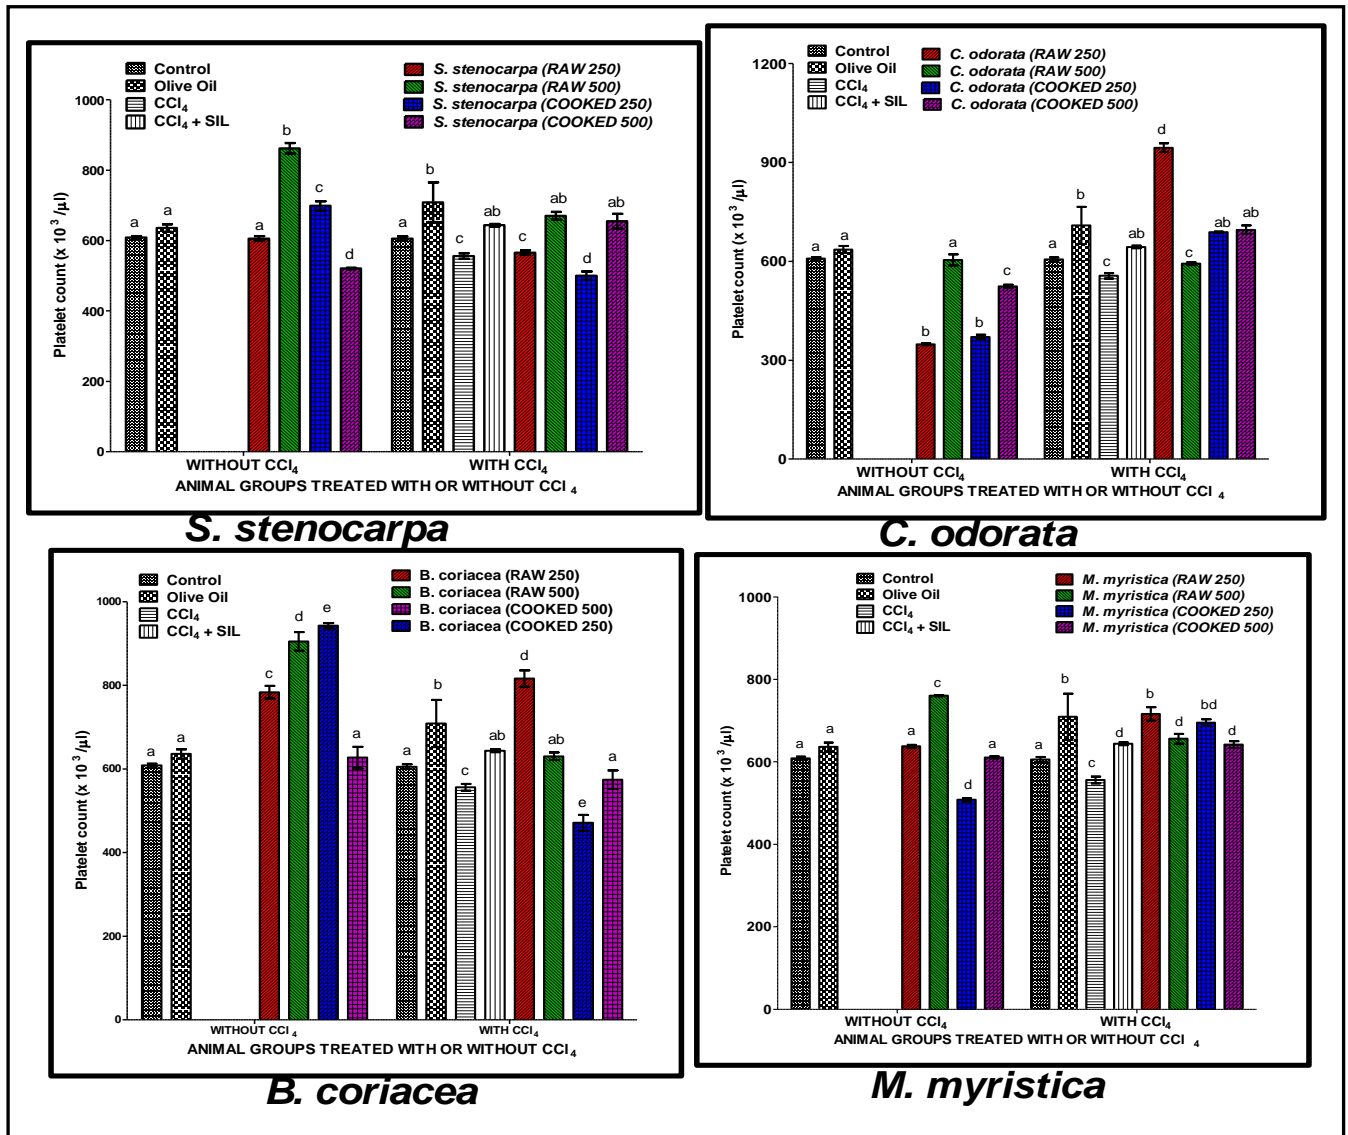 Control
Olive Oil
CCl₄
CCl₄ + SIL
S. stenocarpa (RAW 250)
S. stenocarpa (RAW 500)
S. stenocarpa (COOKED 250)
S. stenocarpa (COOKED 500)
Platelet count (x 10³/µl)
1000
800
600
400
200
0
a a a b c d a b c ab c ab d ab
WITHOUT CCl₄ WITH CCl₄
ANIMAL GROUPS TREATED WITH OR WITHOUT CCl ₄
S. stenocarpa
Control
Olive Oil
CCl₄
CCl₄ + SIL
C. odorata (RAW 250)
C. odorata (RAW 500)
C. odorata (COOKED 250)
C. odorata (COOKED 500)
Platelet count (x 10³/µl)
1200
900
600
300
0
a a b a b c a b c ab d c ab ab
WITHOUT CCl₄ WITH CCl₄
ANIMAL GROUPS TREATED WITH OR WITHOUT CCl ₄
C. odorata
Control
Olive Oil
CCl₄
CCl₄ + SIL
B. coriacea (RAW 250)
B. coriacea (RAW 500)
B. coriacea (COOKED 500)
B. coriacea (COOKED 250)
Platelet count (x 10³/µl)
1000
800
600
400
200
0
a a c d e a a b c ab d ab e a
WITHOUT CCl₄ WITH CCl₄
ANIMAL GROUPS TREATED WITH OR WITHOUT CCl₄
B. coriacea
Control
Olive Oil
CCl₄
CCl₄ + SIL
M. myristica (RAW 250)
M. myristica (RAW 500)
M. myristica (COOKED 250)
M. myristica (COOKED 500)
Platelet count (x 10³/µl)
1000
800
600
400
200
0
a a a c d a a b c d b d bd d
WITHOUT CCl₄ WITH CCl₄
ANIMAL GROUPS TREATED WITH OR WITHOUT CCl ₄
M. myristica